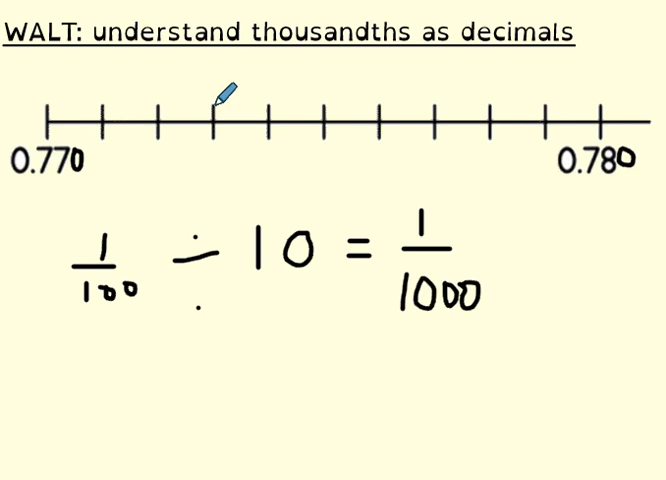 WALT: understand thousandths as decimals
0.770 0.780
1/100 ÷ 10 = 1/1000